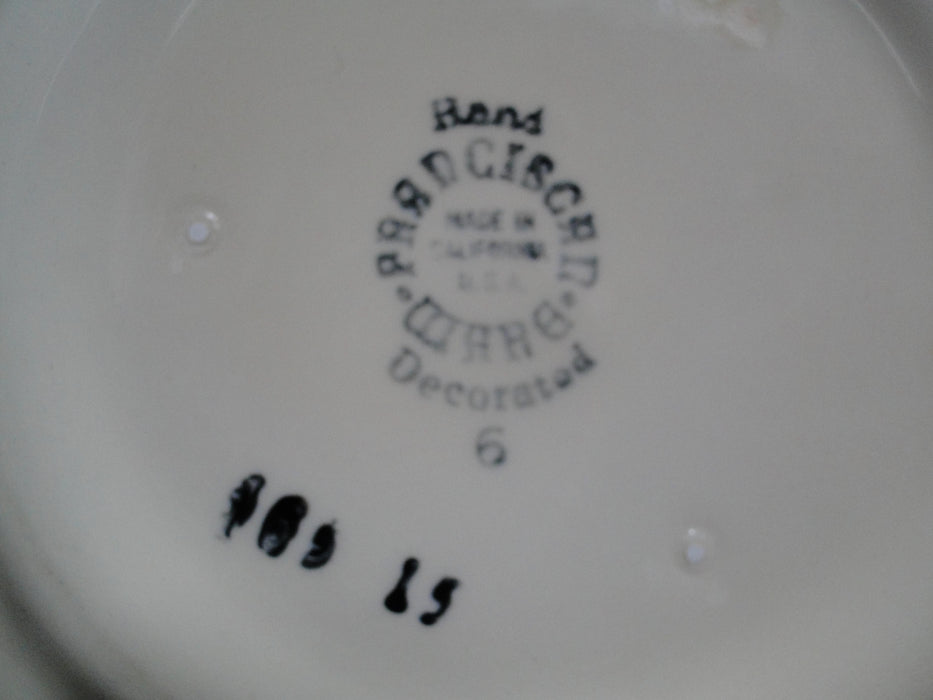 Hand
FRANCISCAN
MADE IN
CALIFORNIA
U.S.A.
WARE
Decorated
6